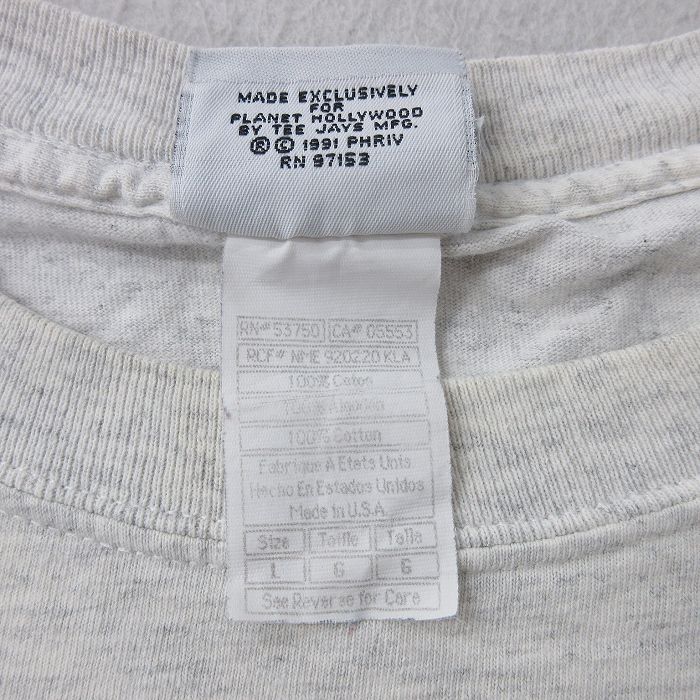 MADE EXCLUSIVELY
FOR
PLANET HOLLYWOOD
BY TEE JAYS MFG.
® © 1991 PHRIV
RN 97153
RN# 53750 CA# 05553
RCF# NME 920220 KLA
100% Coton
100% Algodon
100% Cotton
Fabrique A Etats Unis
Hecho En Estados Unidos
Made in U.S.A.
Size Taille Talla
L G G
See Reverse for Care